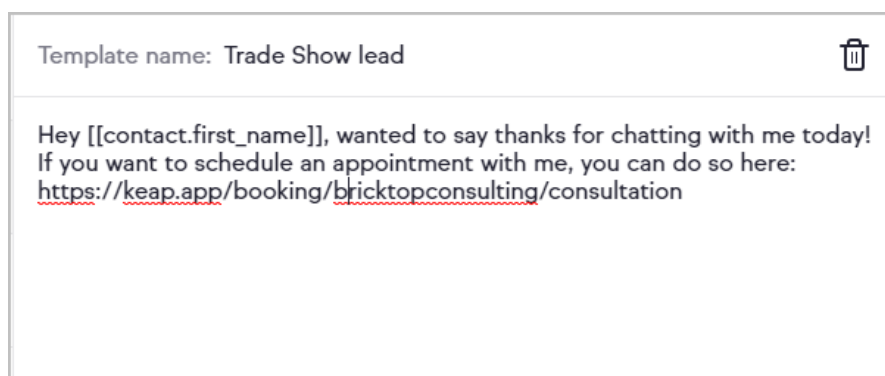 Template name: Trade Show lead
Hey [[contact.first_name]], wanted to say thanks for chatting with me today!
If you want to schedule an appointment with me, you can do so here:
https://keap.app/booking/bricktopconsulting/consultation